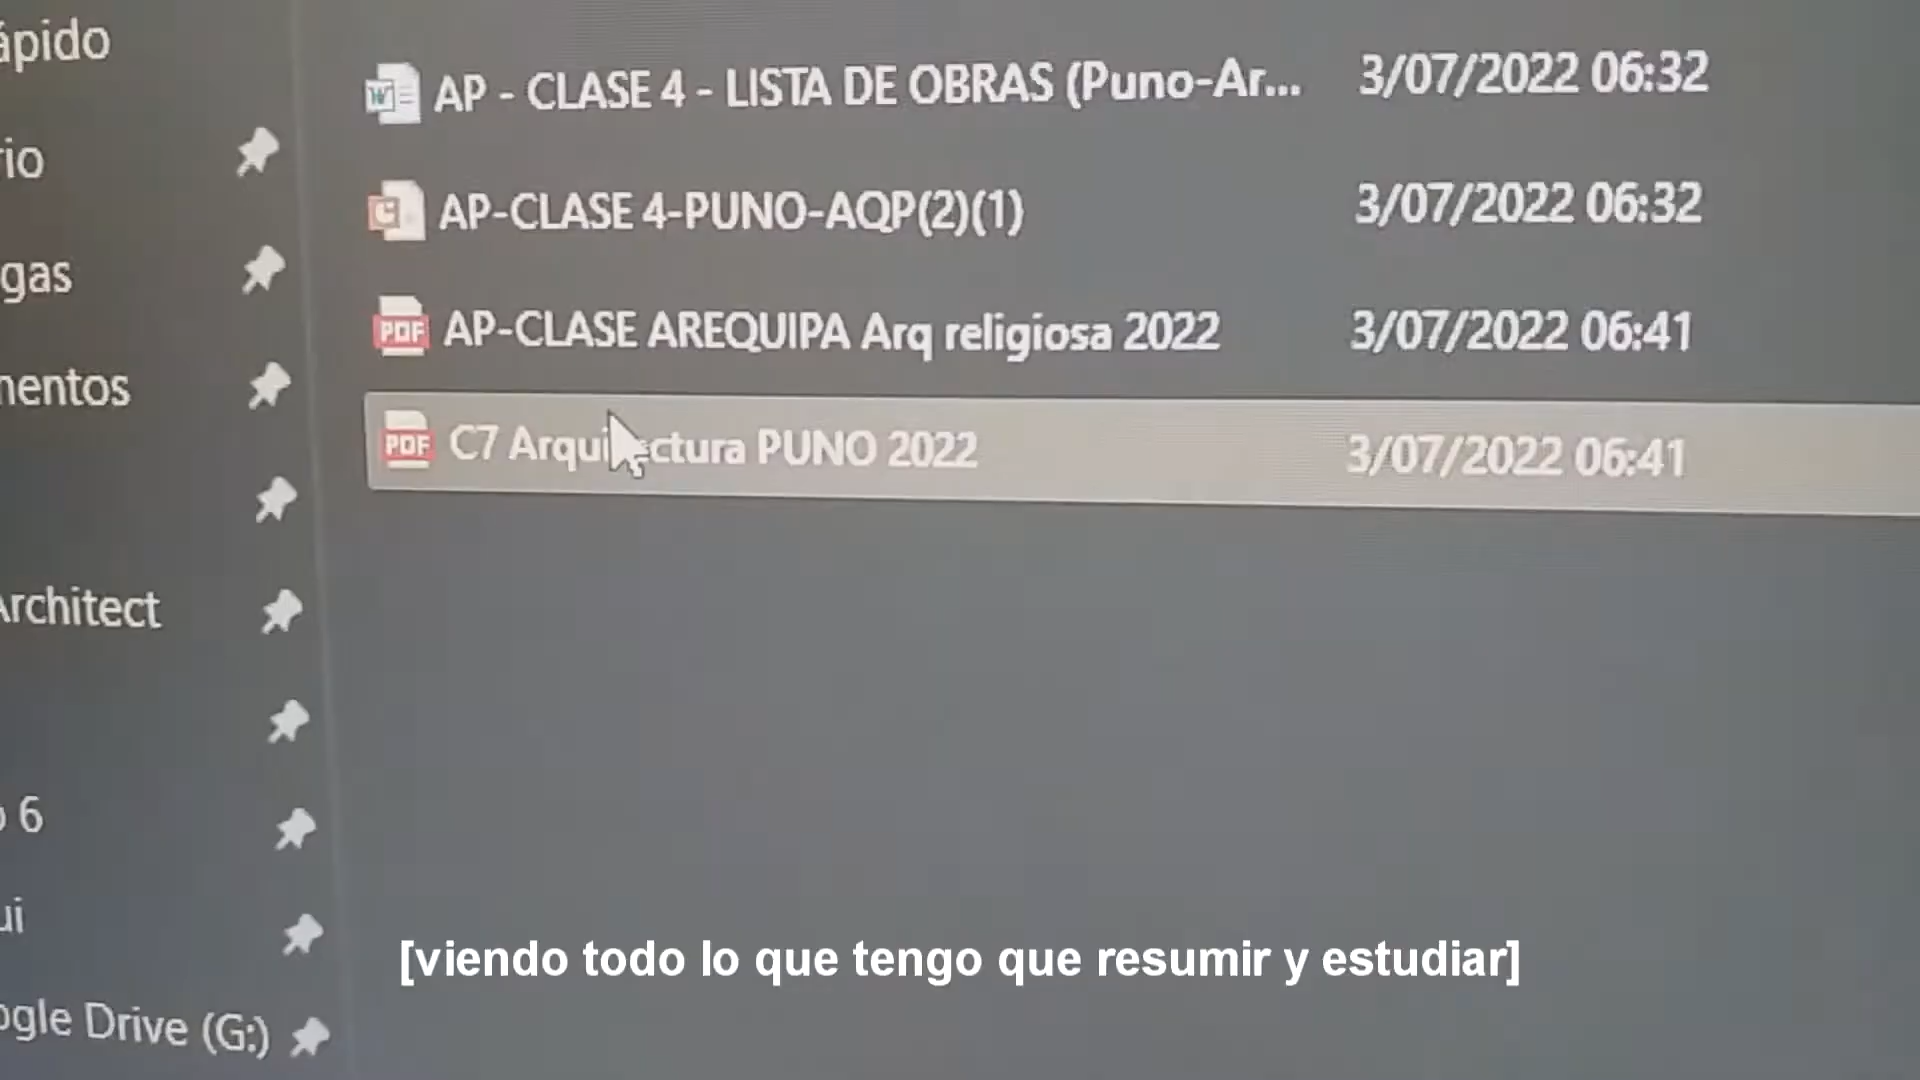 ápido
AP - CLASE 4 - LISTA DE OBRAS (Puno-Ar... 3/07/2022 06:32
rio
AP-CLASE 4-PUNO-AQP(2)(1) 3/07/2022 06:32
gas
PDF AP-CLASE AREQUIPA Arq religiosa 2022 3/07/2022 06:41
mentos
PDF C7 Arquitectura PUNO 2022 3/07/2022 06:41
Architect
6
ui
[viendo todo lo que tengo que resumir y estudiar]
ogle Drive (G:)